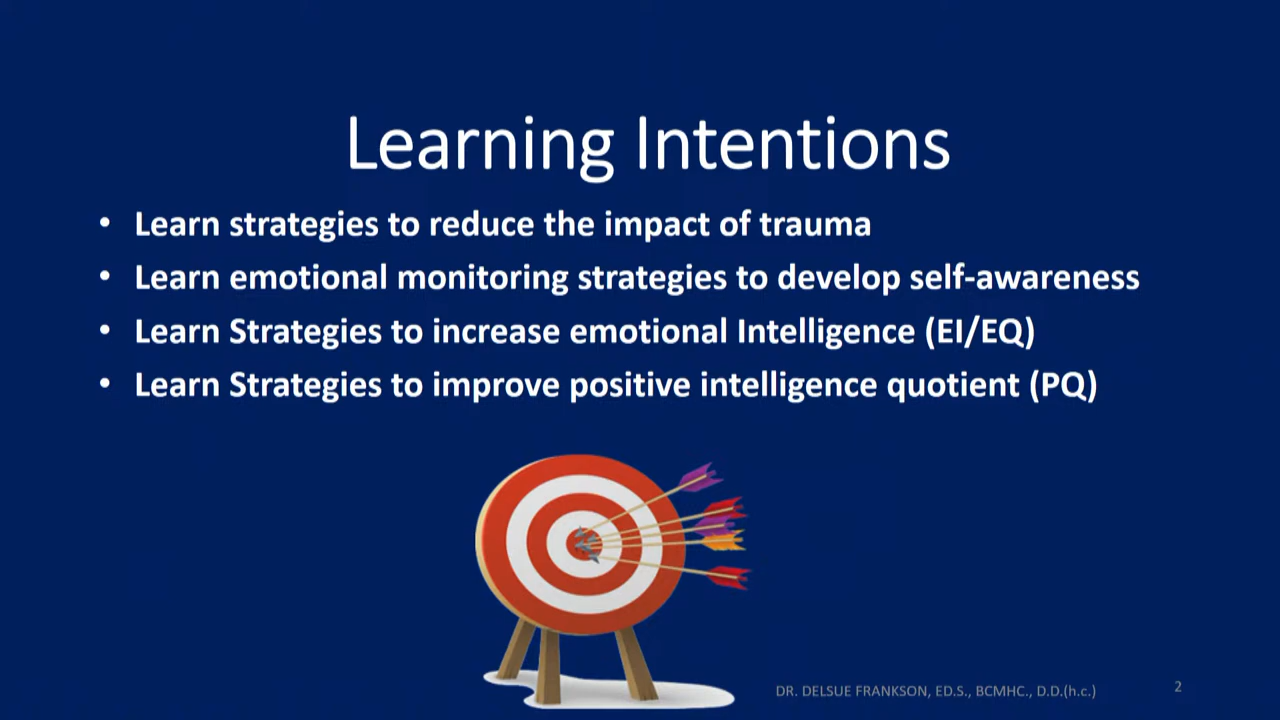 Learning Intentions
• Learn strategies to reduce the impact of trauma
• Learn emotional monitoring strategies to develop self-awareness
• Learn Strategies to increase emotional Intelligence (EI/EQ)
• Learn Strategies to improve positive intelligence quotient (PQ)
DR. DELSUE FRANKSON, ED.S., BCMHC., D.D.(h.c.)
2